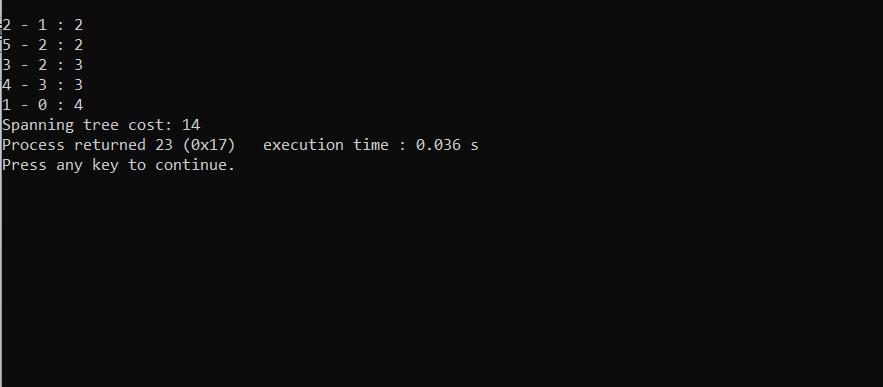 2 - 1 : 2
5 - 2 : 2
3 - 2 : 3
4 - 3 : 3
1 - 0 : 4
Spanning tree cost: 14
Process returned 23 (0x17)   execution time : 0.036 s
Press any key to continue.